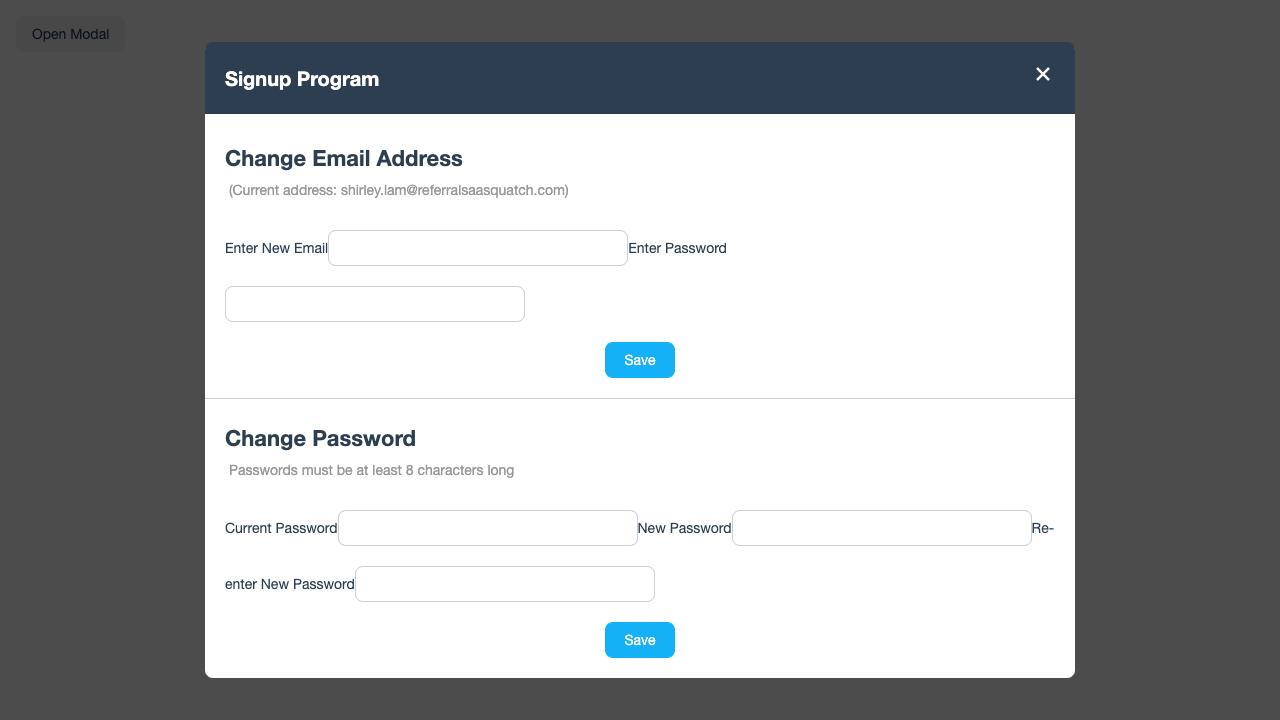 Open Modal
Signup Program
Change Email Address
(Current address: shirley.lam@referralsaasquatch.com)
Enter New Email Enter Password
Save
Change Password
Passwords must be at least 8 characters long
Current Password New Password Re-
enter New Password
Save